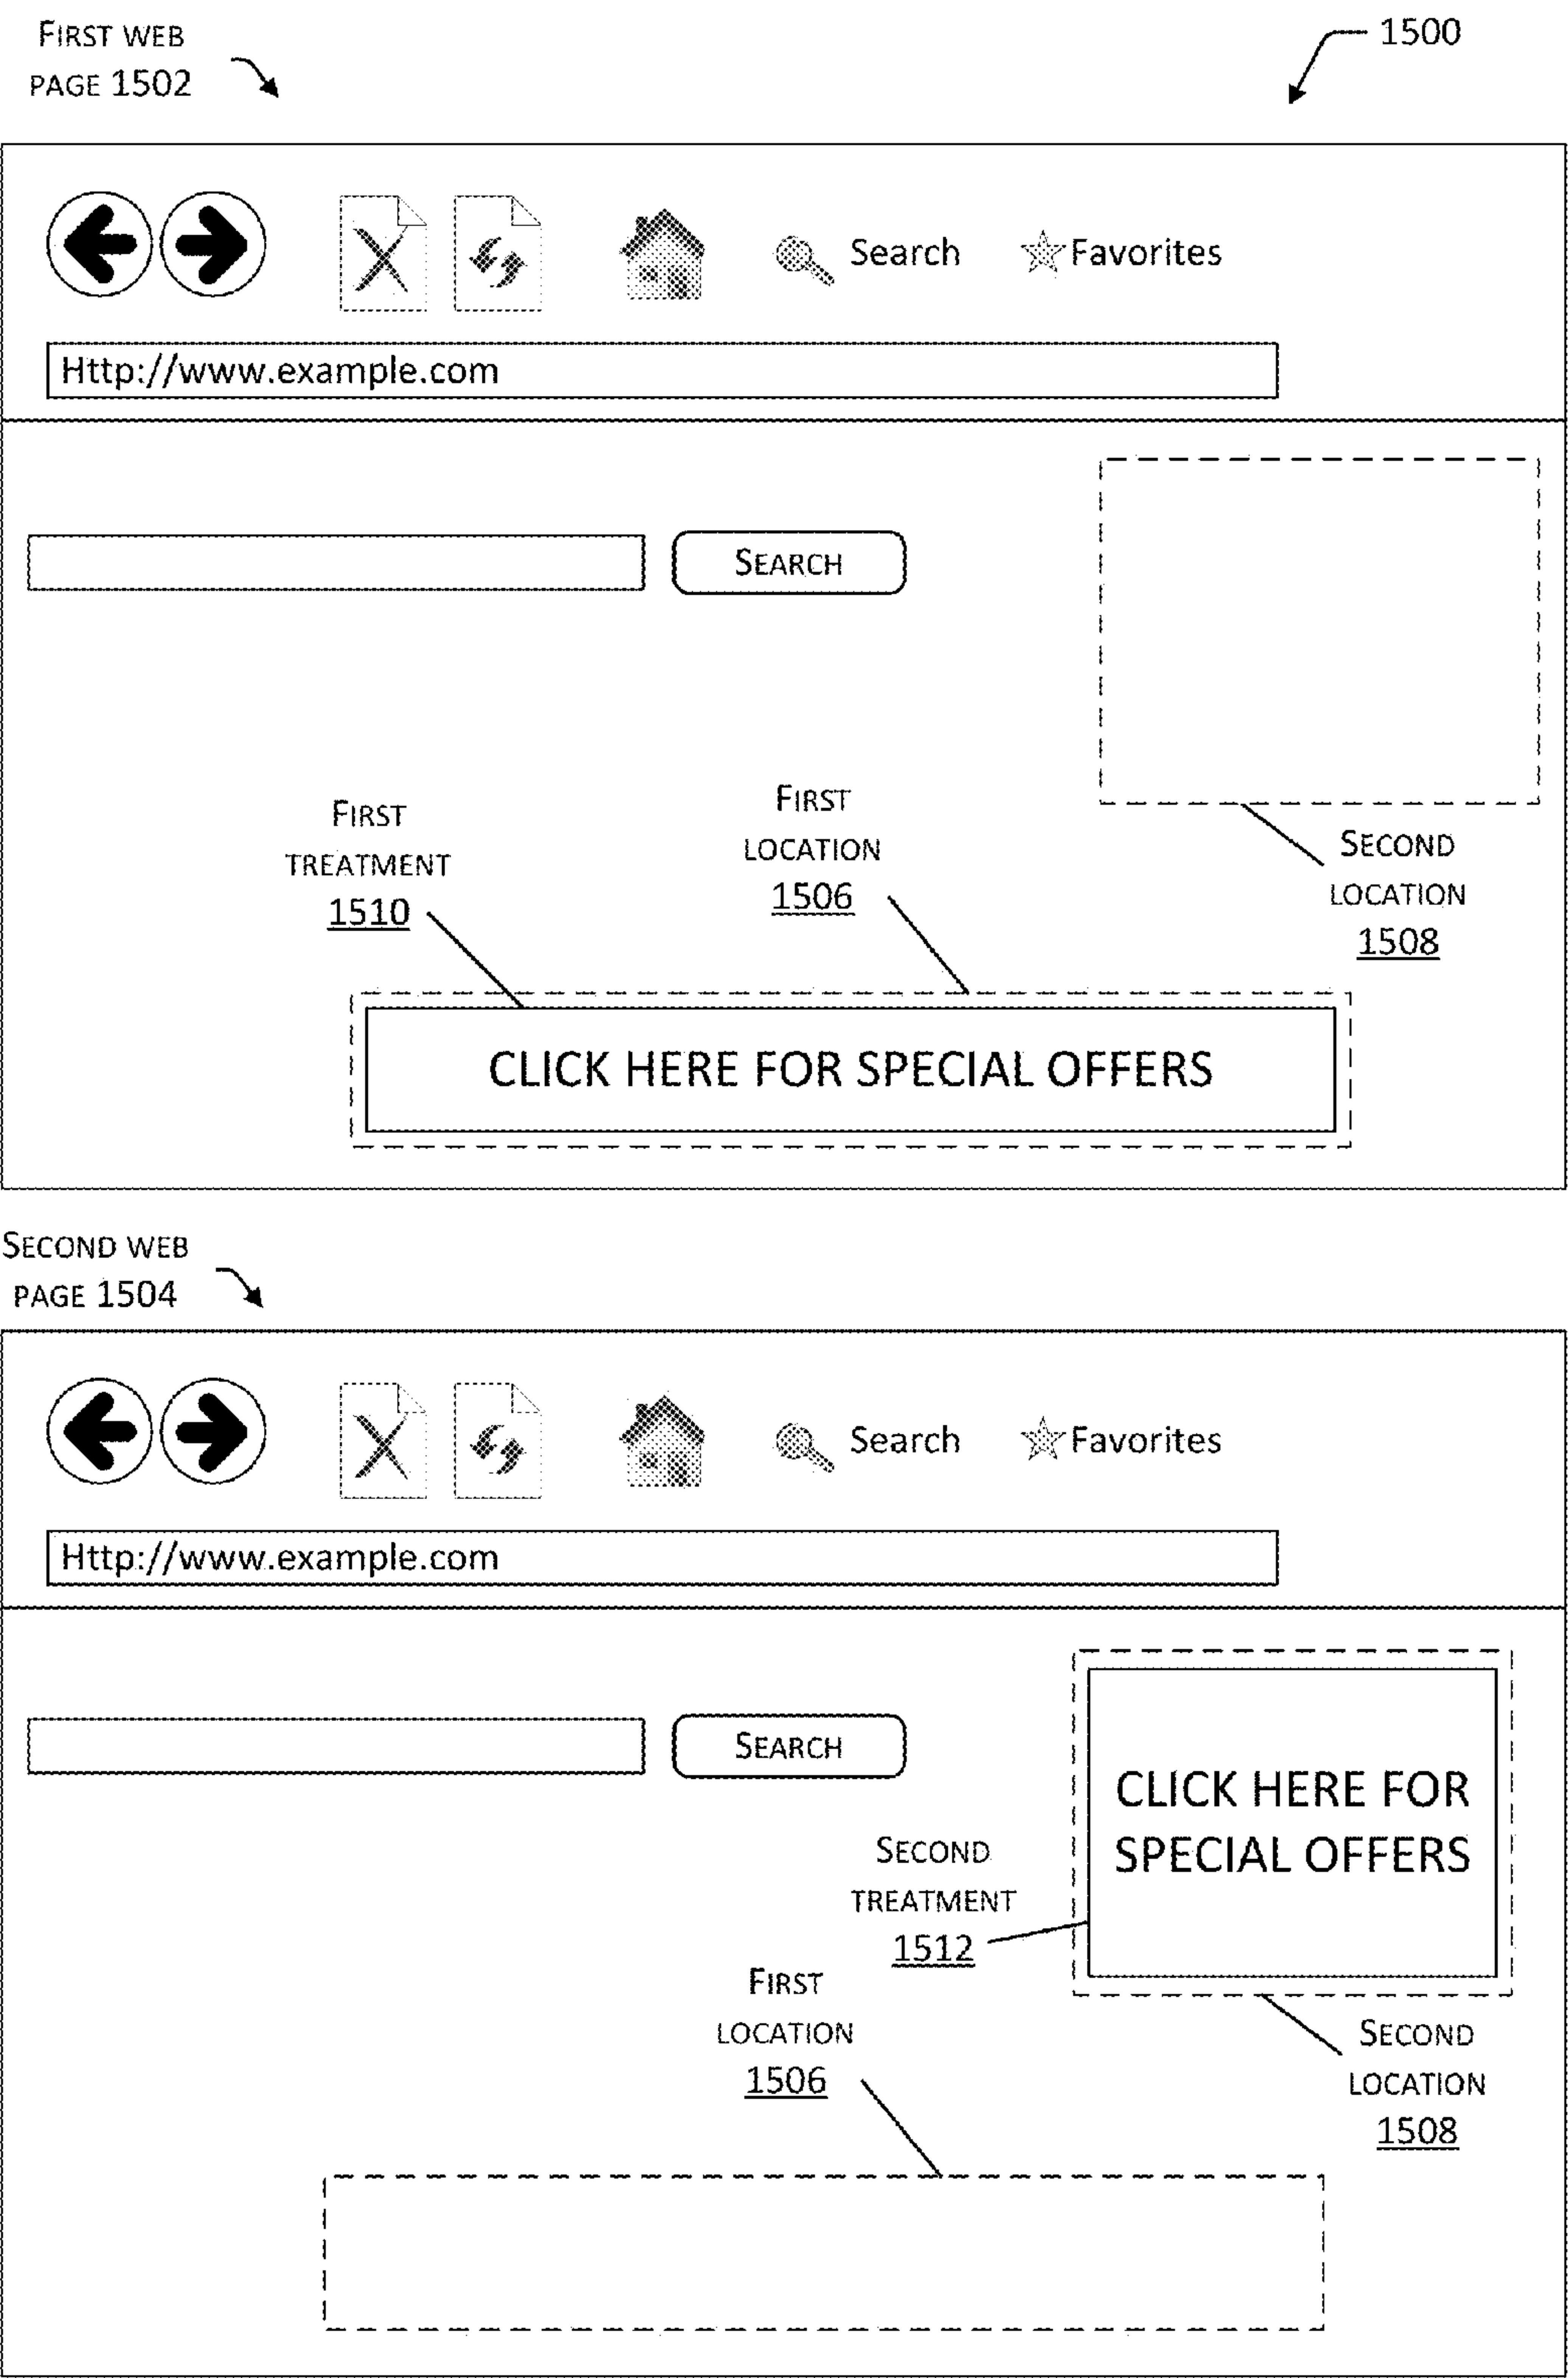 FIRST WEB
PAGE 1502
1500
Search
Favorites
Http://www.example.com
SEARCH
FIRST
TREATMENT
1510
FIRST
LOCATION
1506
SECOND
LOCATION
1508
CLICK HERE FOR SPECIAL OFFERS
SECOND WEB
PAGE 1504
Search
Favorites
Http://www.example.com
SEARCH
CLICK HERE FOR
SPECIAL OFFERS
SECOND
TREATMENT
1512
FIRST
LOCATION
1506
SECOND
LOCATION
1508